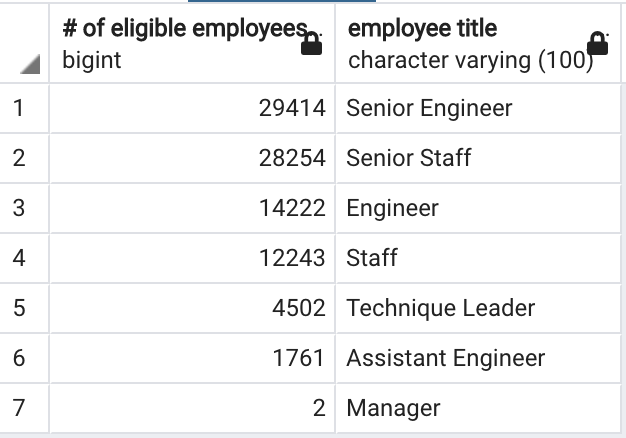 # of eligible employees
bigint
employee title
character varying (100)
1 29414 Senior Engineer
2 28254 Senior Staff
3 14222 Engineer
4 12243 Staff
5 4502 Technique Leader
6 1761 Assistant Engineer
7 2 Manager